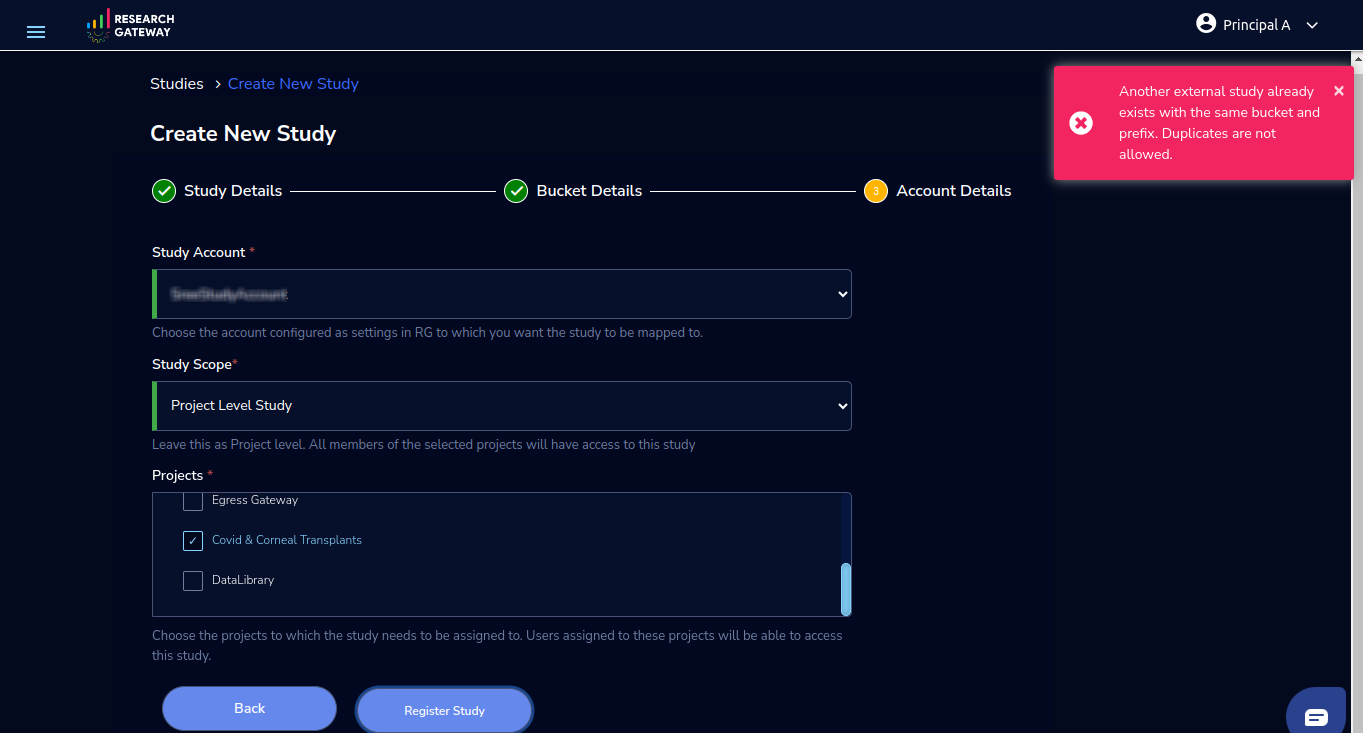 RESEARCH
GATEWAY
Principal A
Studies > Create New Study
Another external study already
exists with the same bucket and
prefix. Duplicates are not
allowed.
Create New Study
Study Details
Bucket Details
3 Account Details
Study Account *
Choose the account configured as settings in RG to which you want the study to be mapped to.
Study Scope*
Project Level Study
Leave this as Project level. All members of the selected projects will have access to this study
Projects *
Egress Gateway
Covid & Corneal Transplants
DataLibrary
Choose the projects to which the study needs to be assigned to. Users assigned to these projects will be able to access
this study.
Back
Register Study